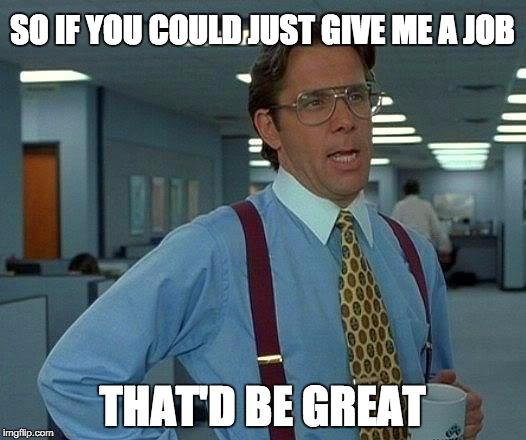 SO IF YOU COULD JUST GIVE ME A JOB
THAT'D BE GREAT
imgflip.com